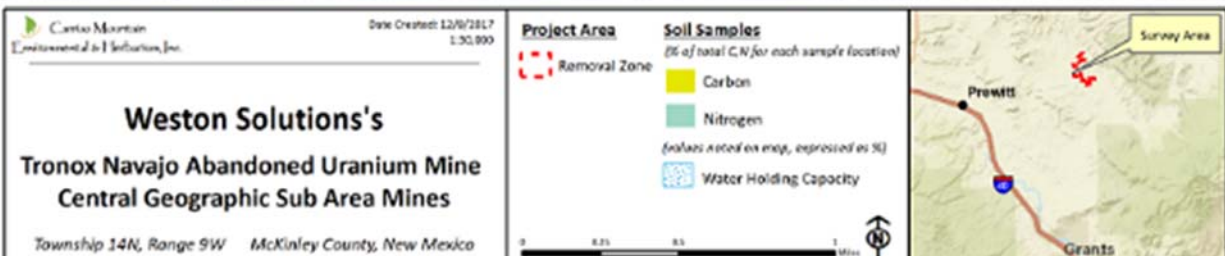 Date Created: 12/8/2017
1:30,000
Environmental & Herbarium, Inc.
Weston Solutions's
Tronox Navajo Abandoned Uranium Mine
Central Geographic Sub Area Mines
Township 14N, Range 9W McKinley County, New Mexico
Project Area
Removal Zone
Soil Samples
(% of total C,N for each sample location)
Carbon
Nitrogen
(values noted on map, expressed as %)
Water Holding Capacity
0 0.25 0.5 1
Miles
N
Survey Area
Prewitt
40
Grants